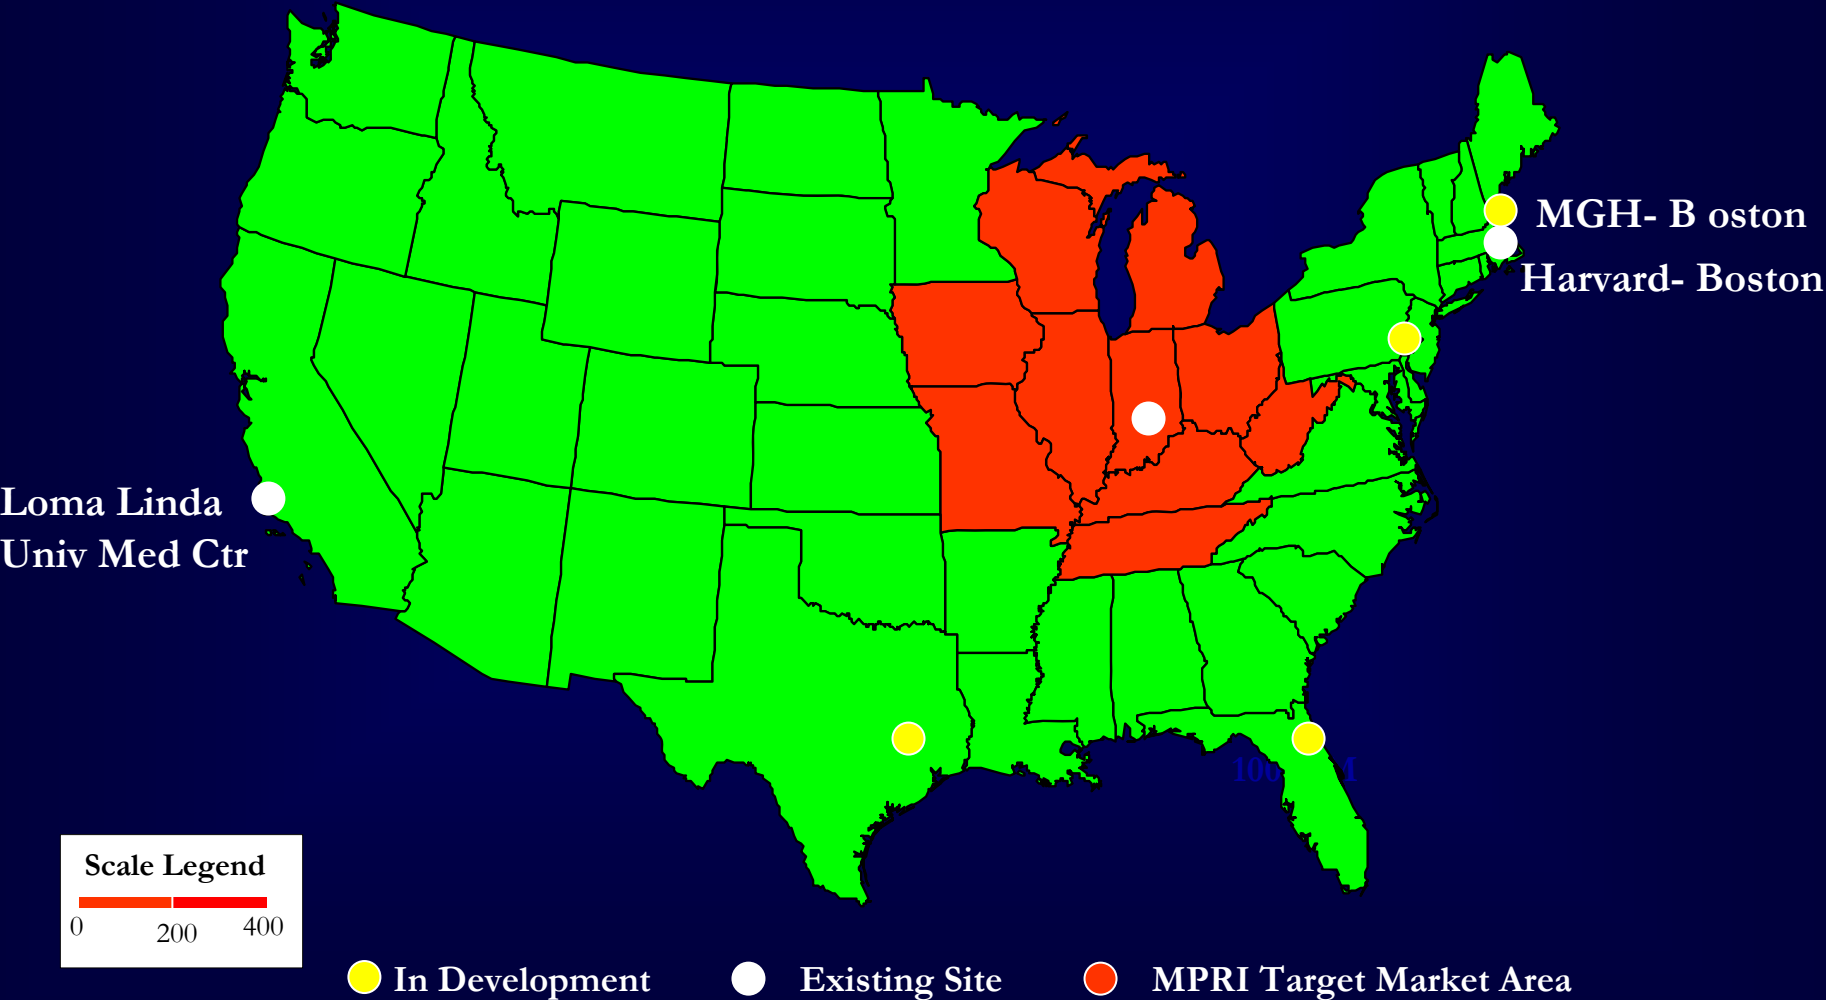 MGH- B oston
Harvard- Boston
Loma Linda
Univ Med Ctr
Scale Legend
0 200 400
In Development Existing Site MPRI Target Market Area